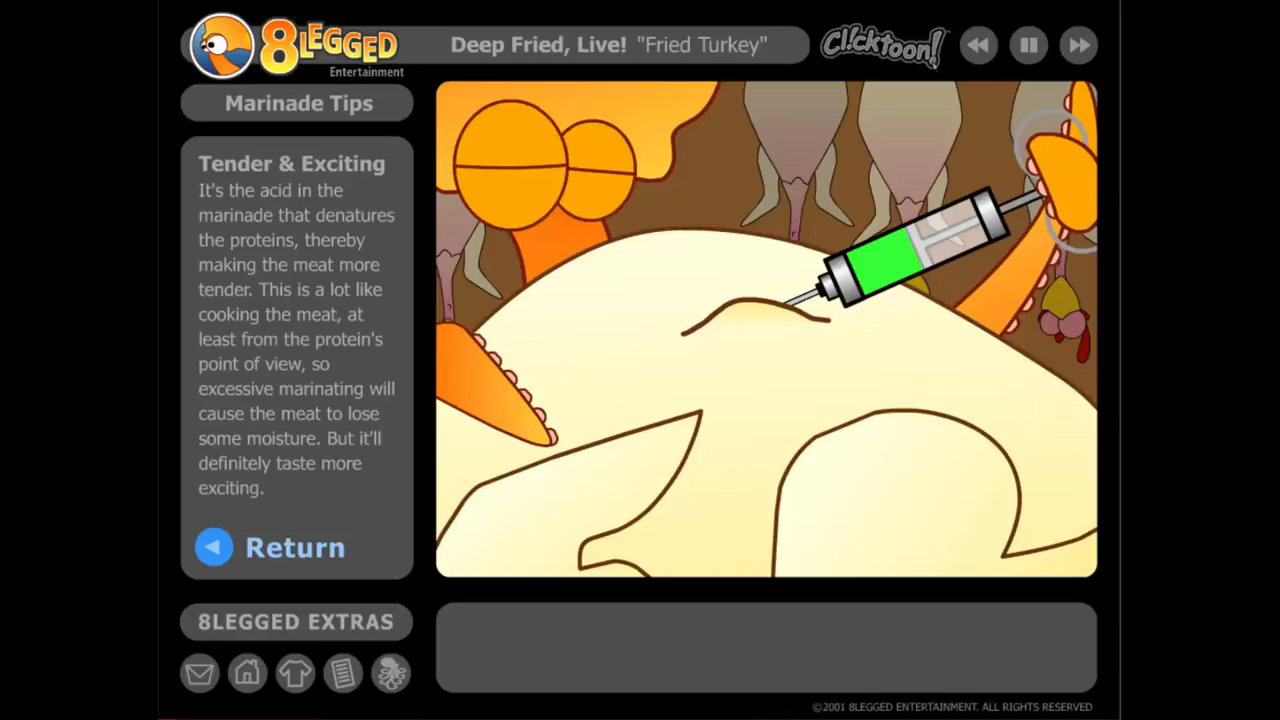 8LEGGED
Entertainment
Deep Fried, Live! "Fried Turkey"
Cl!cktoon!
Marinade Tips
Tender & Exciting
It's the acid in the
marinade that denatures
the proteins, thereby
making the meat more
tender. This is a lot like
cooking the meat, at
least from the protein's
point of view, so
excessive marinating will
cause the meat to lose
some moisture. But it'll
definitely taste more
exciting.
Return
8LEGGED EXTRAS
©2001 8LEGGED ENTERTAINMENT. ALL RIGHTS RESERVED